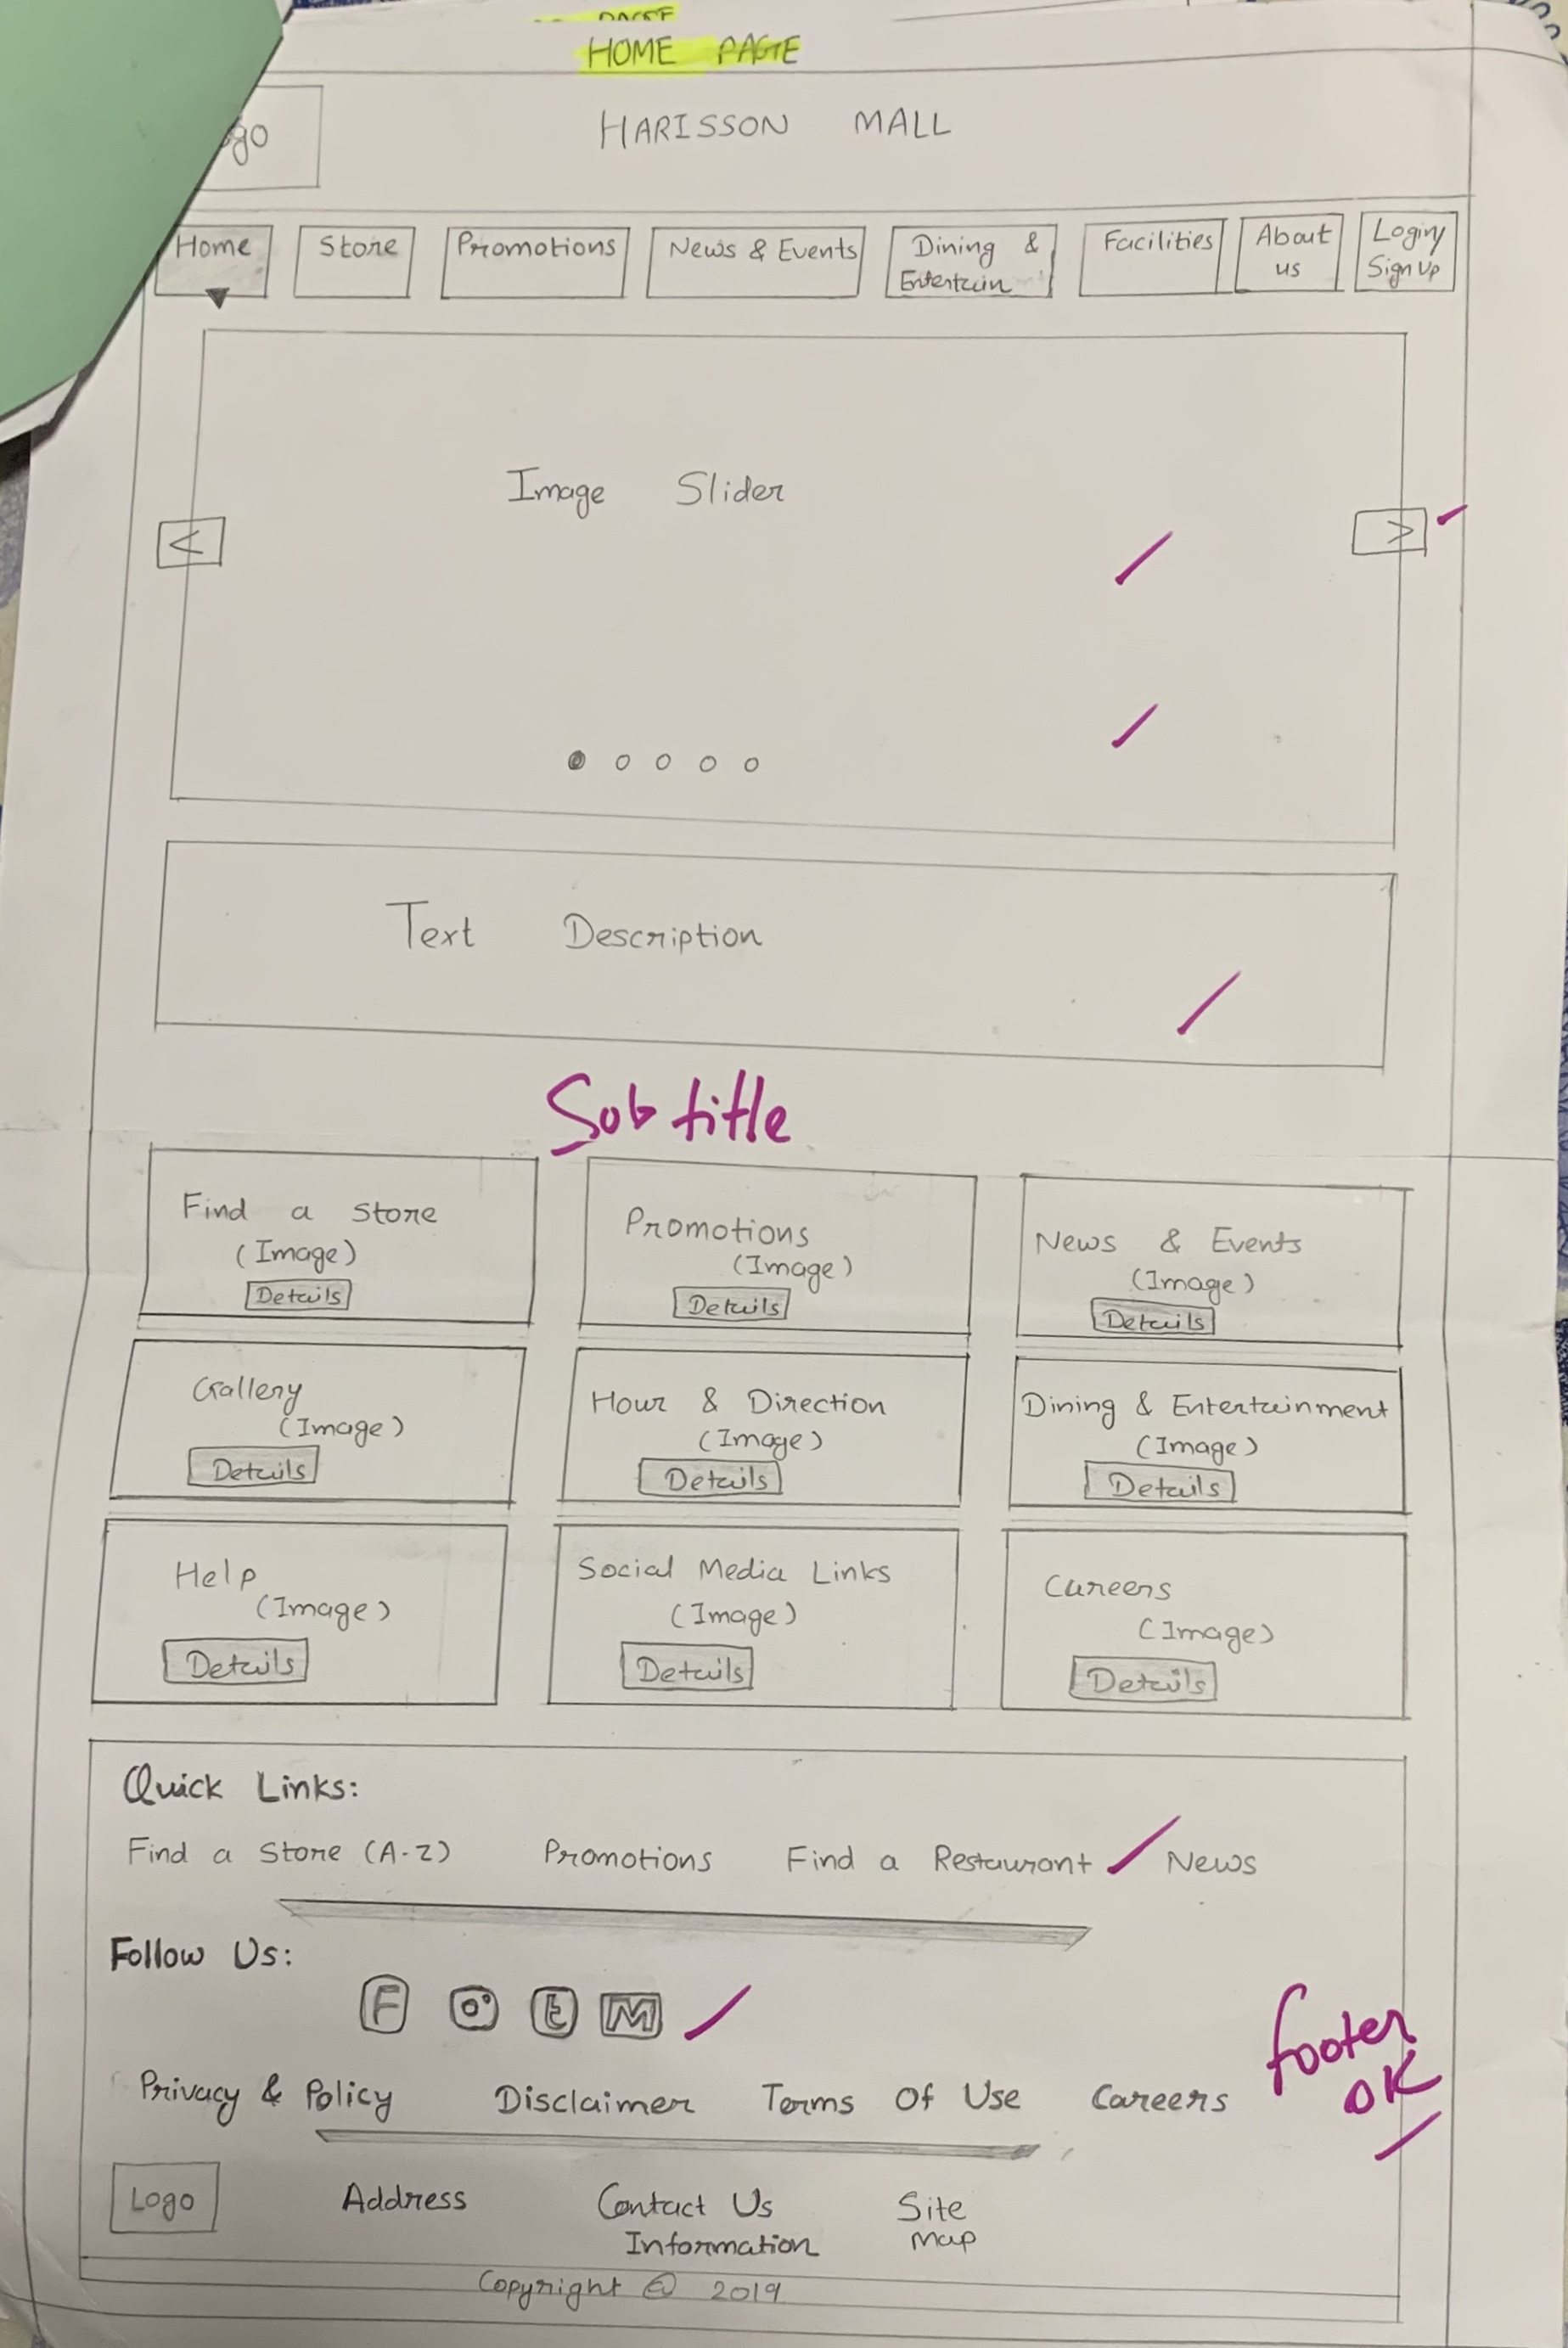 HOME PAGE
HARISSON MALL
Home Store Promotions News & Events Dining & Entertain Facilities About us Login/ Sign Up
Image Slider
< >
Text Description
Sub title
Find a Store Promotions News & Events
(Image) (Image) (Image)
Details Details Details
Gallery Hour & Direction Dining & Entertainment
(Image) (Image) (Image)
Details Details Details
Help Social Media Links Careers
(Image) (Image) (Image)
Details Details Details
Quick Links:
Find a Store (A-Z) Promotions Find a Restaurant News
Follow Us:
F t M
footer
OK
Privacy & Policy Disclaimer Terms Of Use Careers
Logo Address Contact Us Site
Information Map
Copyright @ 2019